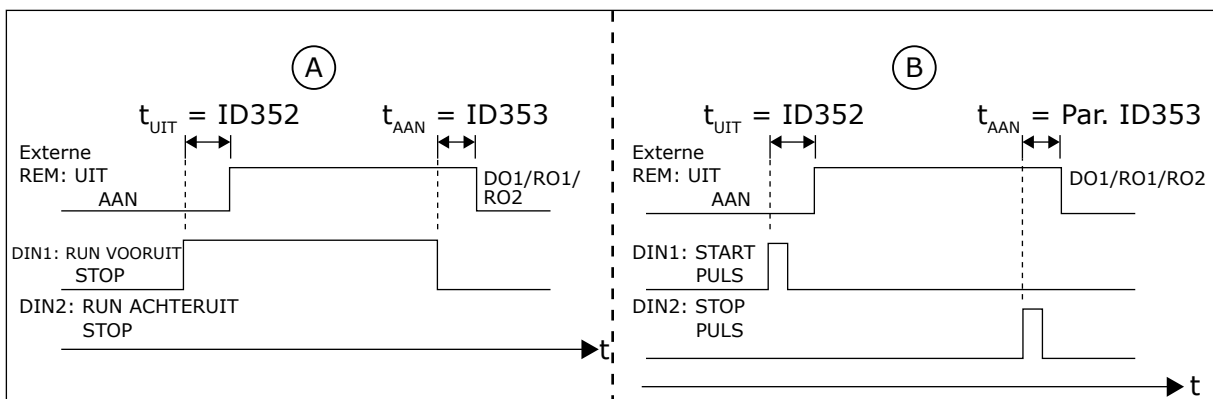 A
t_UIT = ID352
t_AAN = ID353
Externe
REM: UIT
AAN
DO1/RO1/
RO2
DIN1: RUN VOORUIT
STOP
DIN2: RUN ACHTERUIT
STOP
t
B
t_UIT = ID352
t_AAN = Par. ID353
Externe
REM: UIT
AAN
DO1/RO1/RO2
DIN1: START
PULS
DIN2: STOP
PULS
t